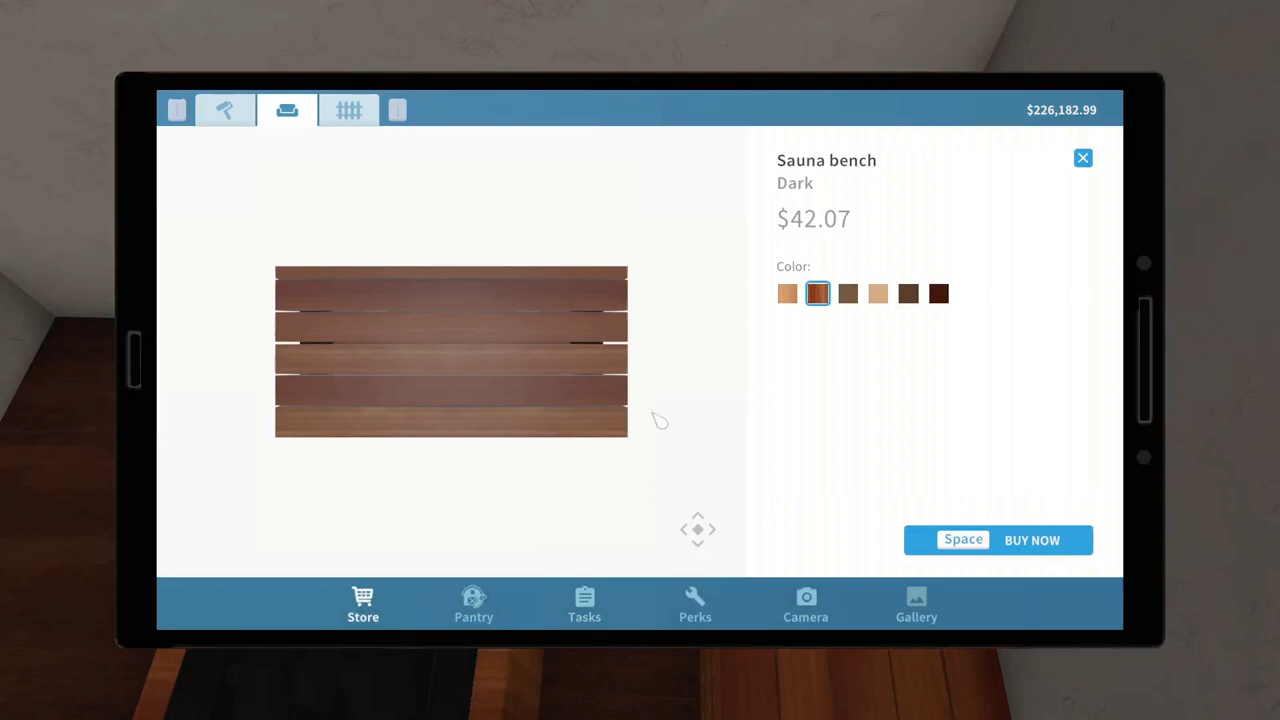 $226,182.99
Sauna bench
Dark
$42.07
Color:
Space BUY NOW
Store Pantry Tasks Perks Camera Gallery